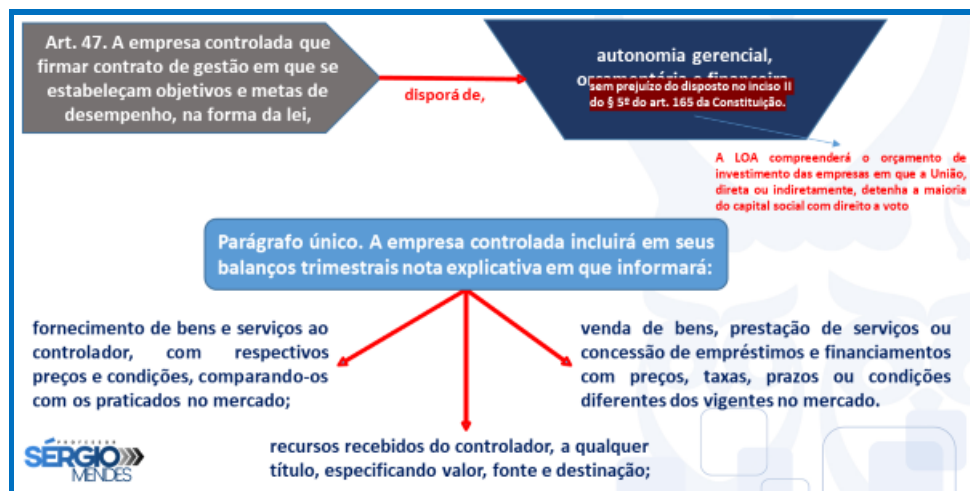 Art. 47. A empresa controlada que
firmar contrato de gestão em que se
estabeleçam objetivos e metas de
desempenho, na forma da lei,
disporá de,
autonomia gerencial,
orçamentária e financeira
sem prejuízo do disposto no inciso II
do § 5º do art. 165 da Constituição.
A LOA compreenderá o orçamento de
investimento das empresas em que a União,
direta ou indiretamente, detenha a maioria
do capital social com direito a voto
Parágrafo único. A empresa controlada incluirá em seus
balanços trimestrais nota explicativa em que informará:
fornecimento de bens e serviços ao
controlador, com respectivos
preços e condições, comparando-os
com os praticados no mercado;
venda de bens, prestação de serviços ou
concessão de empréstimos e financiamentos
com preços, taxas, prazos ou condições
diferentes dos vigentes no mercado.
recursos recebidos do controlador, a qualquer
título, especificando valor, fonte e destinação;
PROFESSOR
SÉRGIO
MENDES